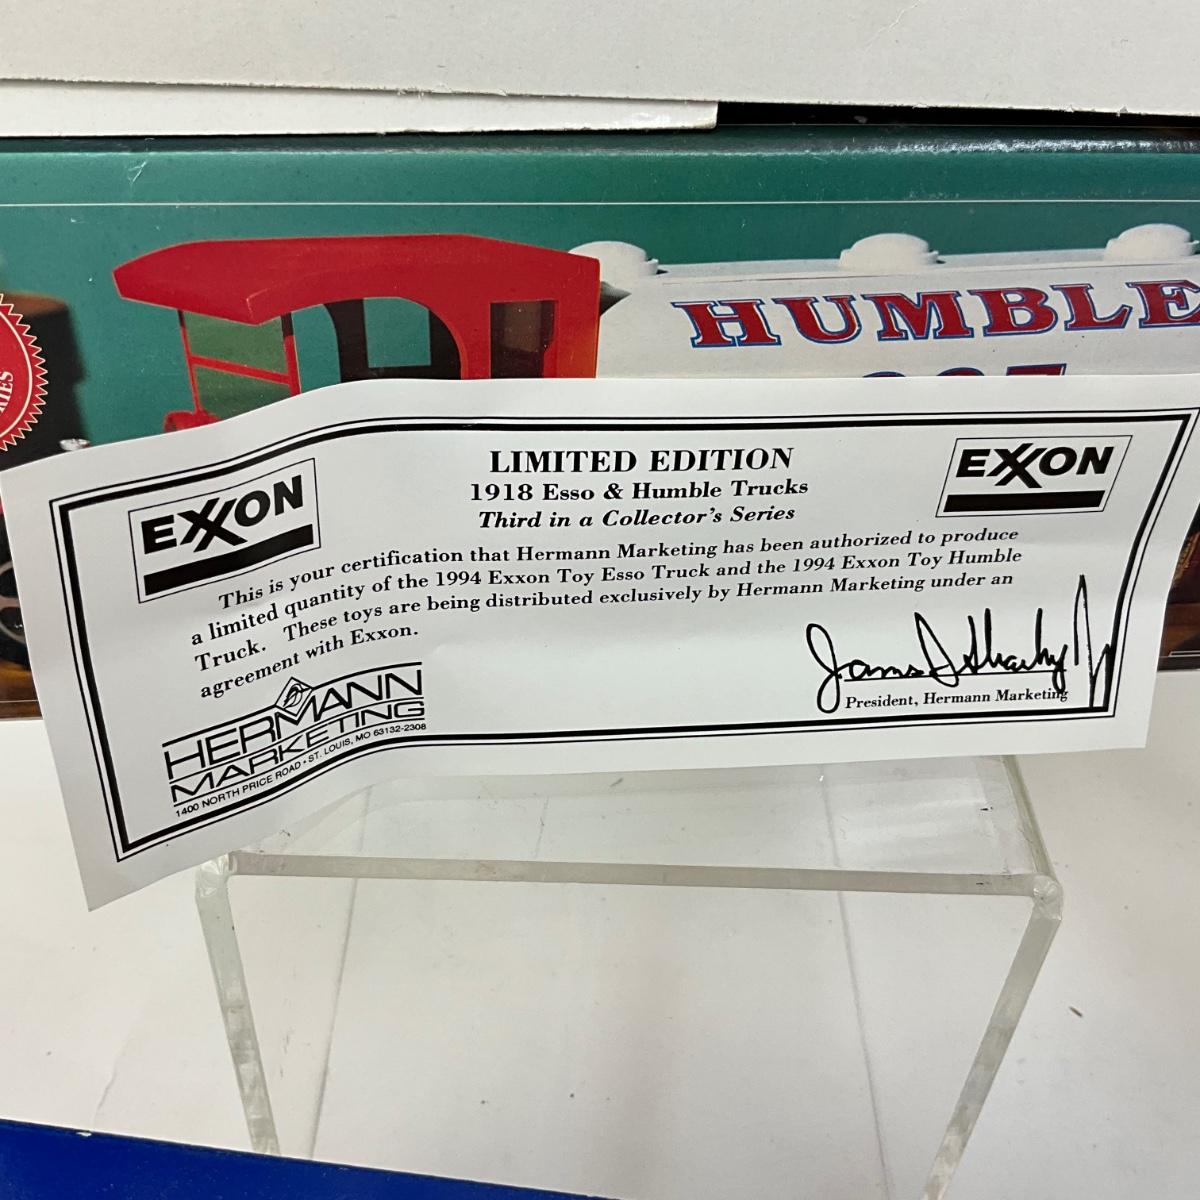 HUMBLE
RIES
EXXON
EXXON
LIMITED EDITION
1918 Esso & Humble Trucks
Third in a Collector's Series
This is your certification that Hermann Marketing has been authorized to produce
a limited quantity of the 1994 Exxon Toy Esso Truck and the 1994 Exxon Toy Humble
Truck. These toys are being distributed exclusively by Hermann Marketing under an
agreement with Exxon.
President, Hermann Marketing
HERMANN
MARKETING
1400 NORTH PRICE ROAD • ST. LOUIS, MO 63132-2308